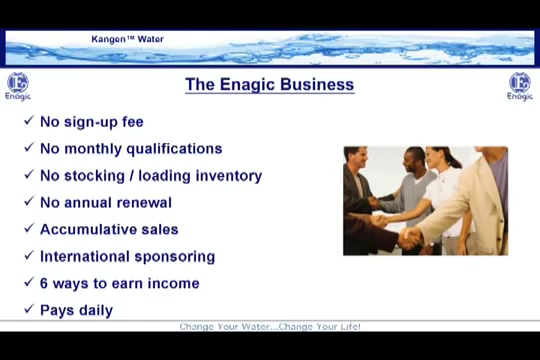 Kangen™ Water
The Enagic Business
Enagic
Enagic
✓ No sign-up fee
✓ No monthly qualifications
✓ No stocking / loading inventory
✓ No annual renewal
✓ Accumulative sales
✓ International sponsoring
✓ 6 ways to earn income
✓ Pays daily
Change Your Water...Change Your Life!